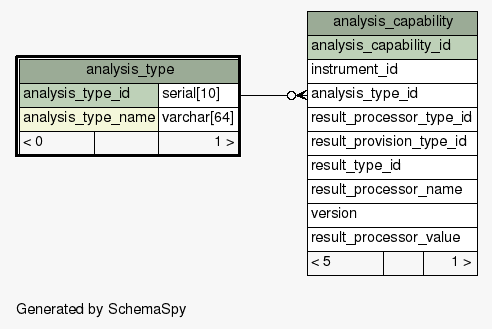 analysis_type
analysis_type_id serial[10]
analysis_type_name varchar[64]
< 0 1 >
analysis_capability
analysis_capability_id
instrument_id
analysis_type_id
result_processor_type_id
result_provision_type_id
result_type_id
result_processor_name
version
result_processor_value
< 5 1 >
Generated by SchemaSpy